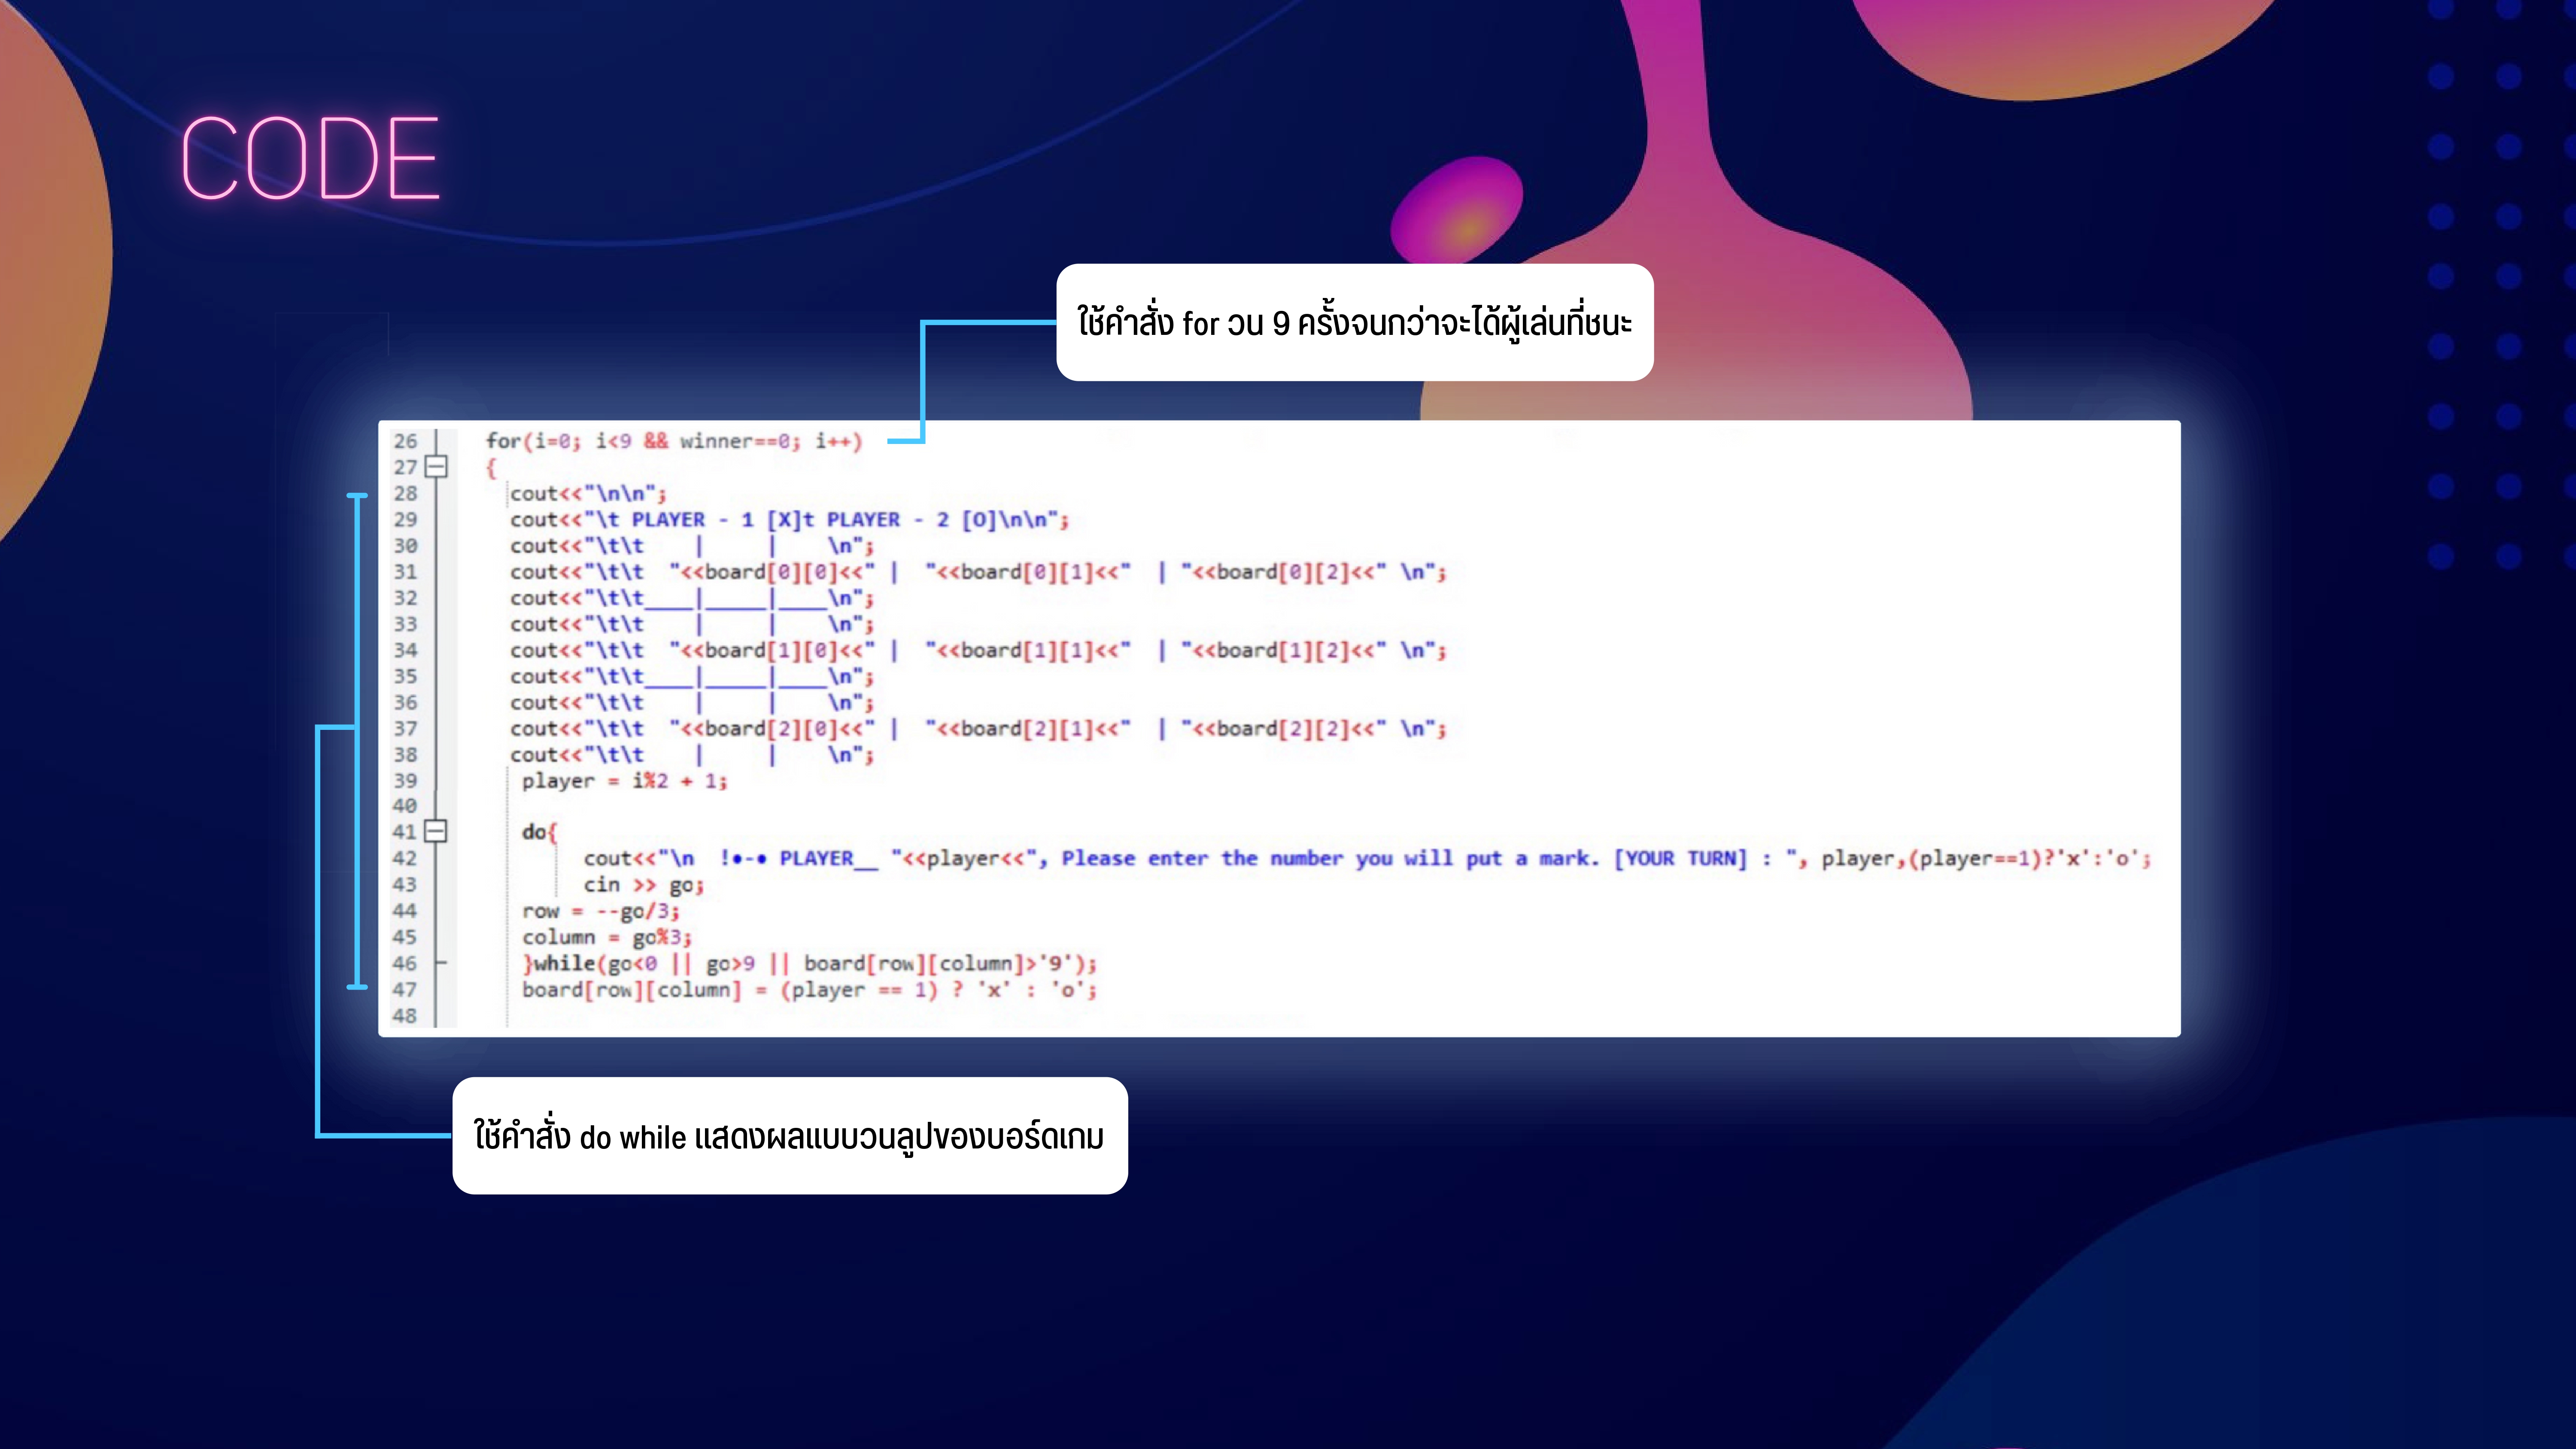 CODE
ใช้คำสั่ง for วน 9 ครั้งจนกว่าจะได้ผู้เล่นที่ชนะ
26 for(i=0; i<9 && winner==0; i++)
27 {
28 cout<<"\n\n";
29 cout<<"\t PLAYER - 1 [X]t PLAYER - 2 [O]\n\n";
30 cout<<"\t\t    |     |    \n";
31 cout<<"\t\t  "<<board[0][0]<<" |  "<<board[0][1]<<"  | "<<board[0][2]<<" \n";
32 cout<<"\t\t____|_____|____\n";
33 cout<<"\t\t    |     |    \n";
34 cout<<"\t\t  "<<board[1][0]<<" |  "<<board[1][1]<<"  | "<<board[1][2]<<" \n";
35 cout<<"\t\t____|_____|____\n";
36 cout<<"\t\t    |     |    \n";
37 cout<<"\t\t  "<<board[2][0]<<" |  "<<board[2][1]<<"  | "<<board[2][2]<<" \n";
38 cout<<"\t\t    |     |    \n";
39 player = i%2 + 1;
40
41 do{
42 cout<<"\n  !•-• PLAYER__ "<<player<<", Please enter the number you will put a mark. [YOUR TURN] : ", player,(player==1)?'x':'o';
43 cin >> go;
44 row = --go/3;
45 column = go%3;
46 }while(go<0 || go>9 || board[row][column]>'9');
47 board[row][column] = (player == 1) ? 'x' : 'o';
48
ใช้คำสั่ง do while แสดงผลแบบวนลูปของบอร์ดเกม